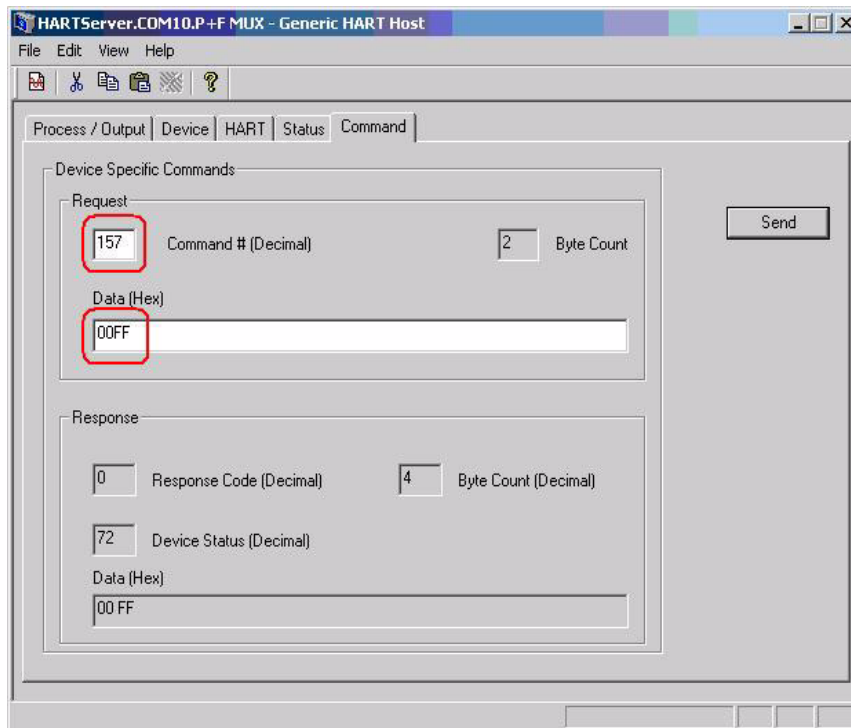 HARTServer.COM10.P+F MUX - Generic HART Host
File Edit View Help
Process / Output Device HART Status Command
Device Specific Commands
Request
157 Command # (Decimal) 2 Byte Count
Send
Data (Hex)
00FF
Response
0 Response Code (Decimal) 4 Byte Count (Decimal)
72 Device Status (Decimal)
Data (Hex)
00 FF